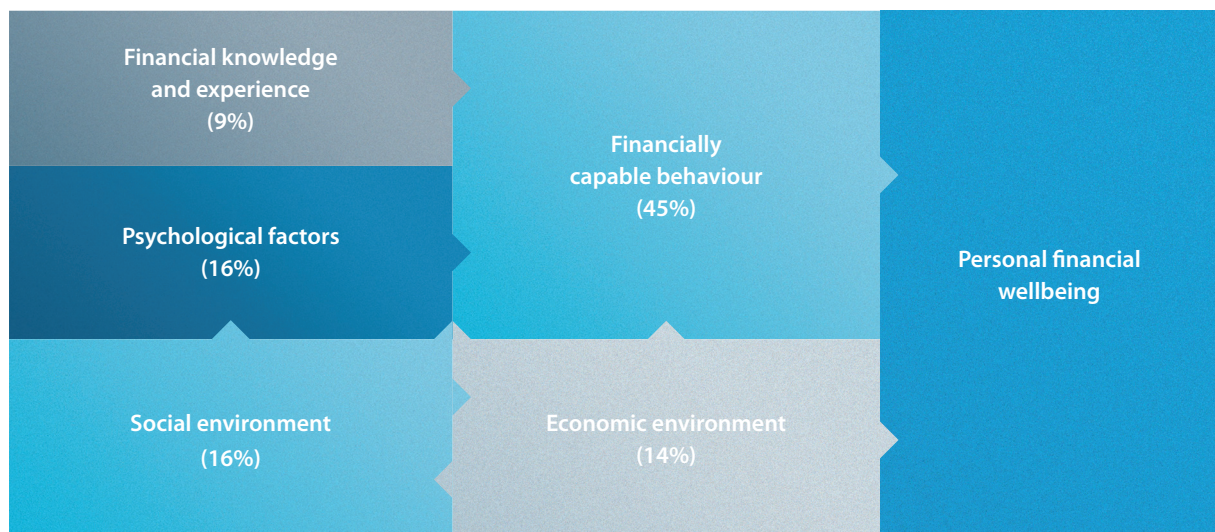 Financial knowledge
and experience
(9%)
Psychological factors
(16%)
Social environment
(16%)
Financially
capable behaviour
(45%)
Economic environment
(14%)
Personal financial
wellbeing